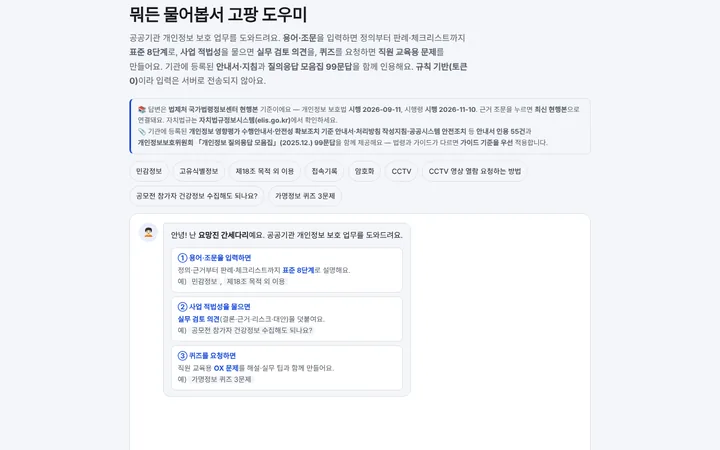 뭐든 물어봅서 고팡 도우미
공공기관 개인정보 보호 업무를 도와드려요. 용어·조문을 입력하면 정의부터 판례·체크리스트까지
표준 8단계로, 사업 적법성을 물으면 실무 검토 의견을, 퀴즈를 요청하면 직원 교육용 문제를
만들어요. 기관에 등록된 안내서·지침과 질의응답 모음집 99문답을 함께 인용해요. 규칙 기반(토큰
0)이라 입력은 서버로 전송되지 않아요.
📚 답변은 법제처 국가법령정보센터 현행본 기준이에요 — 개인정보 보호법 시행 2026-09-11, 시행령 시행 2026-11-10. 근거 조문을 누르면 최신 현행본으로
연결돼요. 자치법규는 자치법규정보시스템(elis.go.kr)에서 확인하세요.
📎 기관에 등록된 개인정보 영향평가 수행안내서·안전성 확보조치 기준 안내서·처리방침 작성지침·공공시스템 안전조치 등 안내서 인용 55건과
개인정보보호위원회 「개인정보 질의응답 모음집」(2025.12.) 99문답을 함께 제공해요 — 법령과 가이드가 다르면 가이드 기준을 우선 적용합니다.
민감정보
고유식별정보
제18조 목적 외 이용
접속기록
암호화
CCTV
CCTV 영상 열람 요청하는 방법
공모전 참가자 건강정보 수집해도 되나요?
가명정보 퀴즈 3문제
안녕! 난 요망진 간세다리예요. 공공기관 개인정보 보호 업무를 도와드려요.
① 용어·조문을 입력하면
정의·근거부터 판례·체크리스트까지 표준 8단계로 설명해요.
예) 민감정보 , 제18조 목적 외 이용
② 사업 적법성을 물으면
실무 검토 의견(결론·근거·리스크·대안)을 덧붙여요.
예) 공모전 참가자 건강정보 수집해도 되나요?
③ 퀴즈를 요청하면
직원 교육용 OX 문제를 해설·실무 팁과 함께 만들어요.
예) 가명정보 퀴즈 3문제